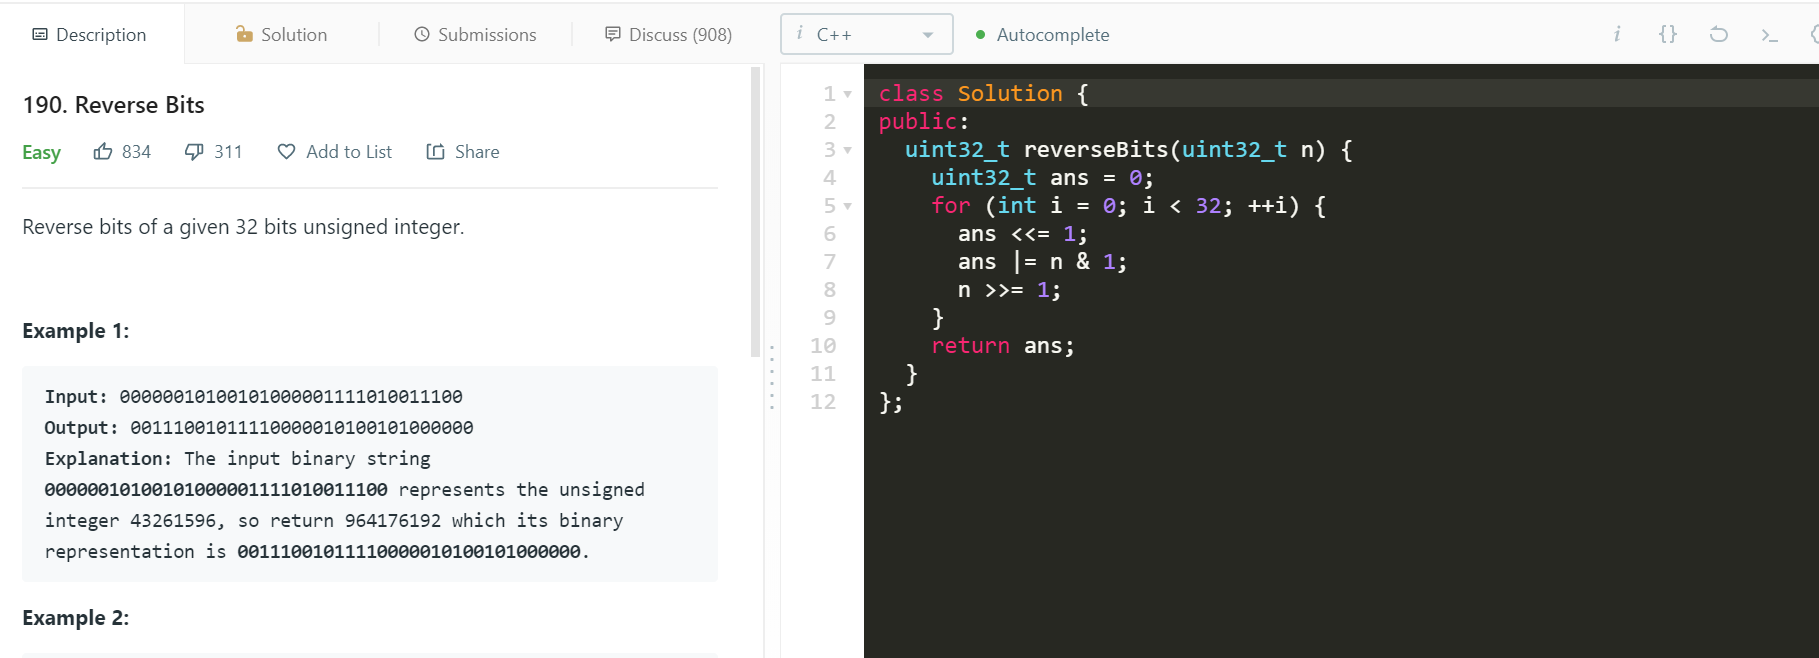 Description
Solution
Submissions
Discuss (908)
i C++
Autocomplete
i {} >_
190. Reverse Bits
Easy 834 311 Add to List Share
Reverse bits of a given 32 bits unsigned integer.
Example 1:
Input: 00000010100101000001111010011100
Output: 00111001011110000010100101000000
Explanation: The input binary string
00000010100101000001111010011100 represents the unsigned
integer 43261596, so return 964176192 which its binary
representation is 00111001011110000010100101000000.
Example 2:
1 class Solution {
2 public:
3 uint32_t reverseBits(uint32_t n) {
4 uint32_t ans = 0;
5 for (int i = 0; i < 32; ++i) {
6 ans <<= 1;
7 ans |= n & 1;
8 n >>= 1;
9 }
10 return ans;
11 }
12 };